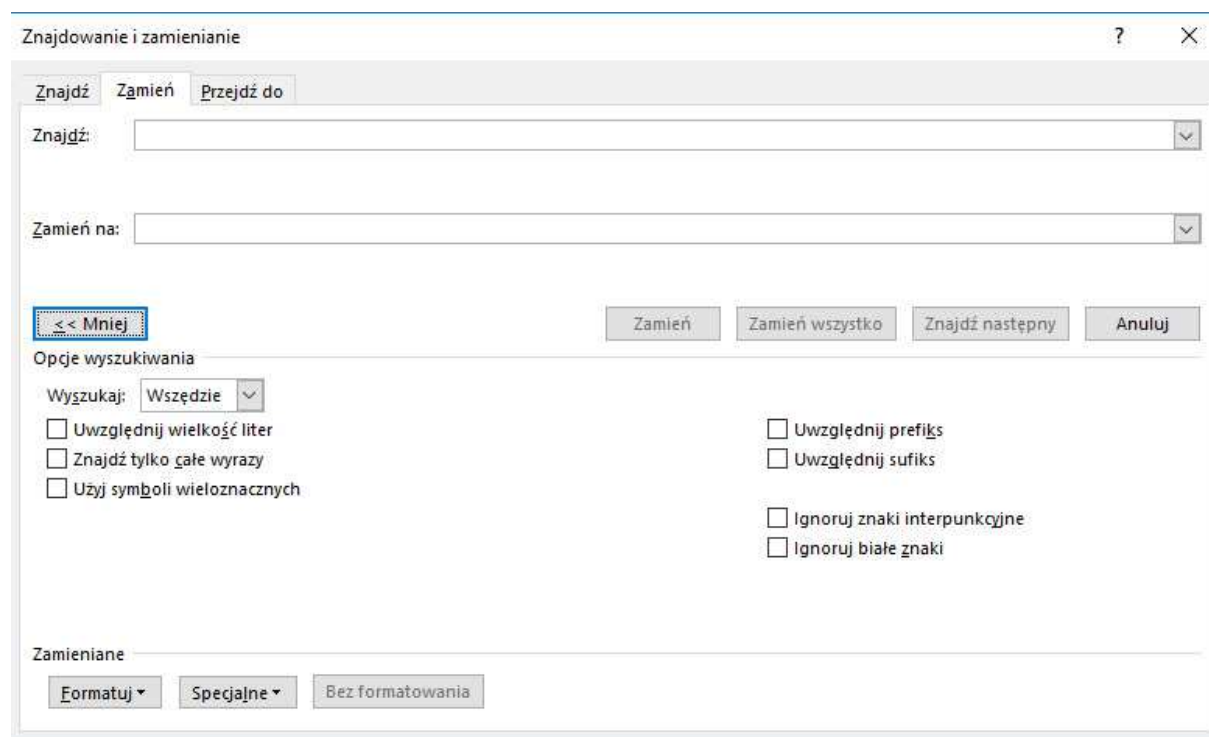 Znajdowanie i zamienianie ? ×
Znajdź Zamień Przejdź do
Znajdź:
Zamień na:
<< Mniej Zamień Zamień wszystko Znajdź następny Anuluj
Opcje wyszukiwania
Wyszukaj: Wszędzie
Uwzględnij wielkość liter Uwzględnij prefiks
Znajdź tylko całe wyrazy Uwzględnij sufiks
Użyj symboli wieloznacznych
Ignoruj znaki interpunkcyjne
Ignoruj białe znaki
Zamieniane
Formatuj Specjalne Bez formatowania